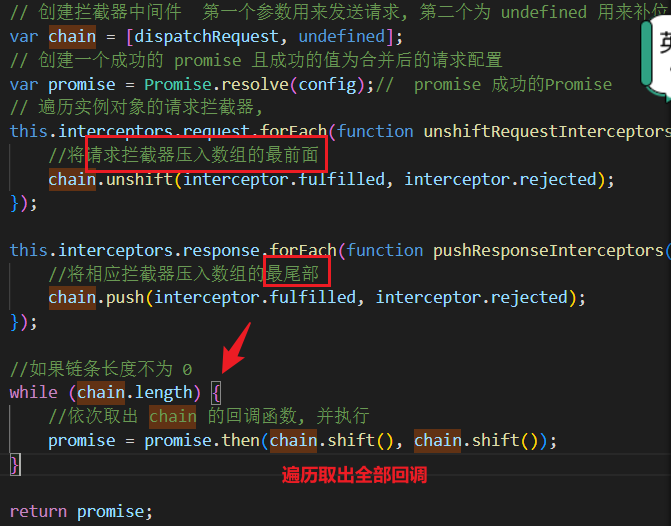 // 创建拦截器中间件  第一个参数用来发送请求, 第二个为 undefined 用来补位
var chain = [dispatchRequest, undefined];
// 创建一个成功的 promise 且成功的值为合并后的请求配置
var promise = Promise.resolve(config);//  promise 成功的Promise
// 遍历实例对象的请求拦截器,
this.interceptors.request.forEach(function unshiftRequestInterceptors
//将请求拦截器压入数组的最前面
chain.unshift(interceptor.fulfilled, interceptor.rejected);
});
this.interceptors.response.forEach(function pushResponseInterceptors(
//将相应拦截器压入数组的最尾部
chain.push(interceptor.fulfilled, interceptor.rejected);
});
//如果链条长度不为 0
while (chain.length) {
//依次取出 chain 的回调函数, 并执行
promise = promise.then(chain.shift(), chain.shift());
}
遍历取出全部回调
return promise;